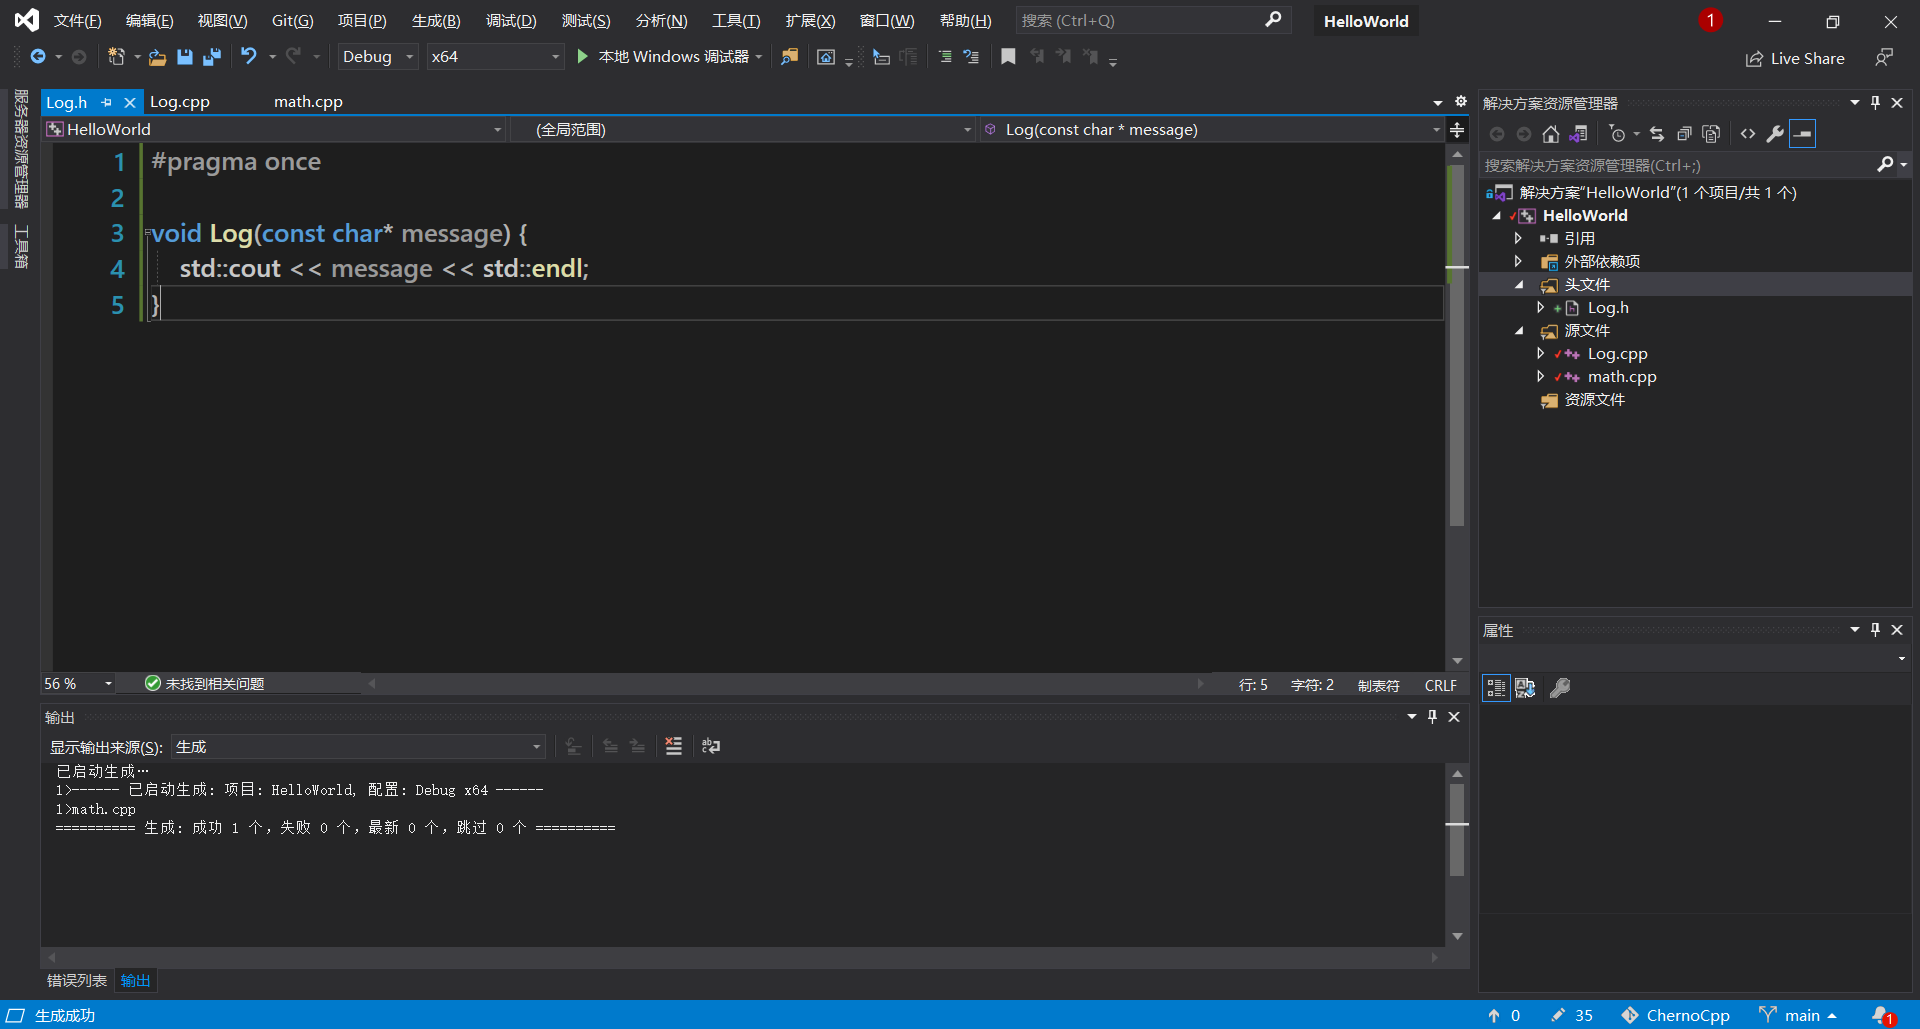 文件(F) 编辑(E) 视图(V) Git(G) 项目(P) 生成(B) 调试(D) 测试(S) 分析(N) 工具(T) 扩展(X) 窗口(W) 帮助(H) 搜索 (Ctrl+Q) HelloWorld 1
Debug x64 本地 Windows 调试器 Live Share
服务器资源管理器
工具箱
Log.h Log.cpp math.cpp
HelloWorld (全局范围) Log(const char * message)
1 #pragma once
2
3 void Log(const char* message) {
4 std::cout << message << std::endl;
5 }
56 % 未找到相关问题 行: 5 字符: 2 制表符 CRLF
输出
显示输出来源(S): 生成
已启动生成…
1>------ 已启动生成: 项目: HelloWorld, 配置: Debug x64 ------
1>math.cpp
========== 生成: 成功 1 个，失败 0 个，最新 0 个，跳过 0 个 ==========
错误列表 输出
解决方案资源管理器
搜索解决方案资源管理器(Ctrl+;)
解决方案"HelloWorld"(1 个项目/共 1 个)
HelloWorld
引用
外部依赖项
头文件
Log.h
源文件
Log.cpp
math.cpp
资源文件
属性
生成成功 0 35 ChernoCpp main 1